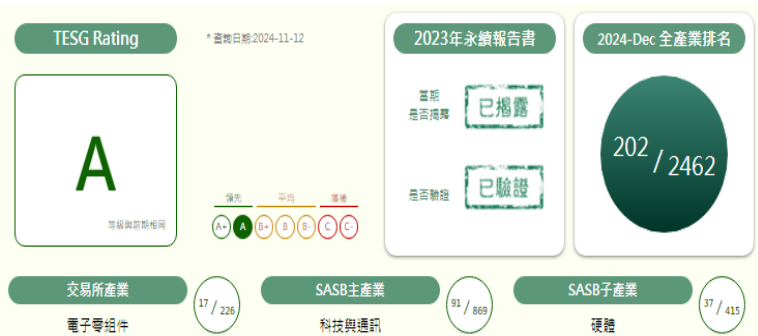 TESG Rating
* 查詢日期:2024-11-12
2023年永續報告書
2024-Dec 全產業排名
A
等級與前期相同
領先 平均 落後
A+ A B+ B B- C C-
當期
是否揭露
已揭露
是否驗證
已驗證
202 / 2462
交易所產業
電子零組件
17 / 226
SASB主產業
科技與通訊
91 / 869
SASB子產業
硬體
37 / 415